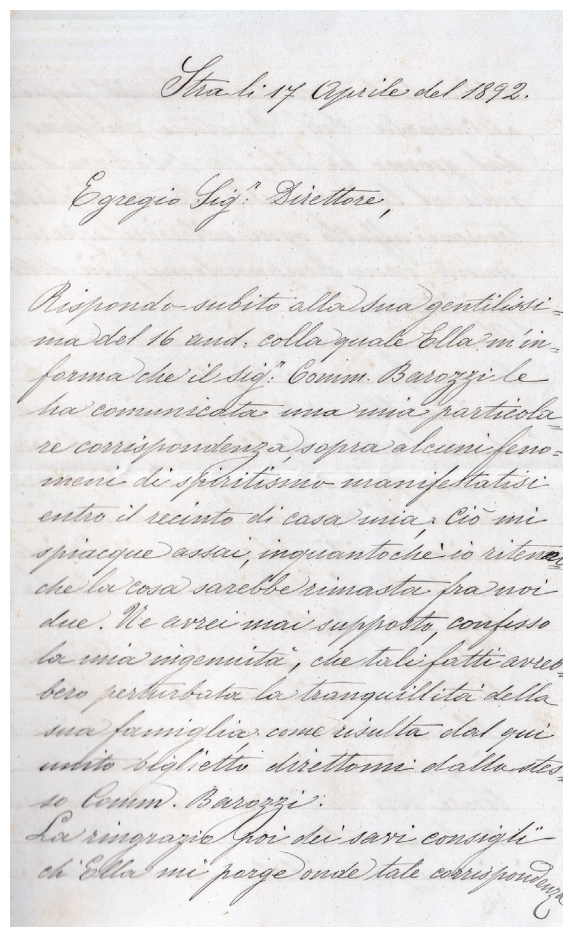 Stra li 17 Aprile del 1892.
Egregio Sigr. Direttore,
Rispondo subito alla sua gentilissi=
ma del 16 and. colla quale Ella m'in=
forma che il sigr. Comm. Barozzi le
ha comunicata una mia particola=
re corrispondenza, sopra alcuni feno=
meni di spiritismo manifestatisi
entro il recinto di casa mia. Ciò mi
spiacque assai, inquantochè io
che la cosa sarebbe rimasta fra noi
due. Ne avrei mai supposto, confesso
la mia ingenuità, che tali fatti avreb=
bero perturbata la tranquillità della
sua famiglia, come risulta dal qui
unito biglietto direttomi dallo stes=
so Comm. Barozzi.
La ringrazio poi dei savi consigli
ch'Ella mi porge onde tale corrispondenza